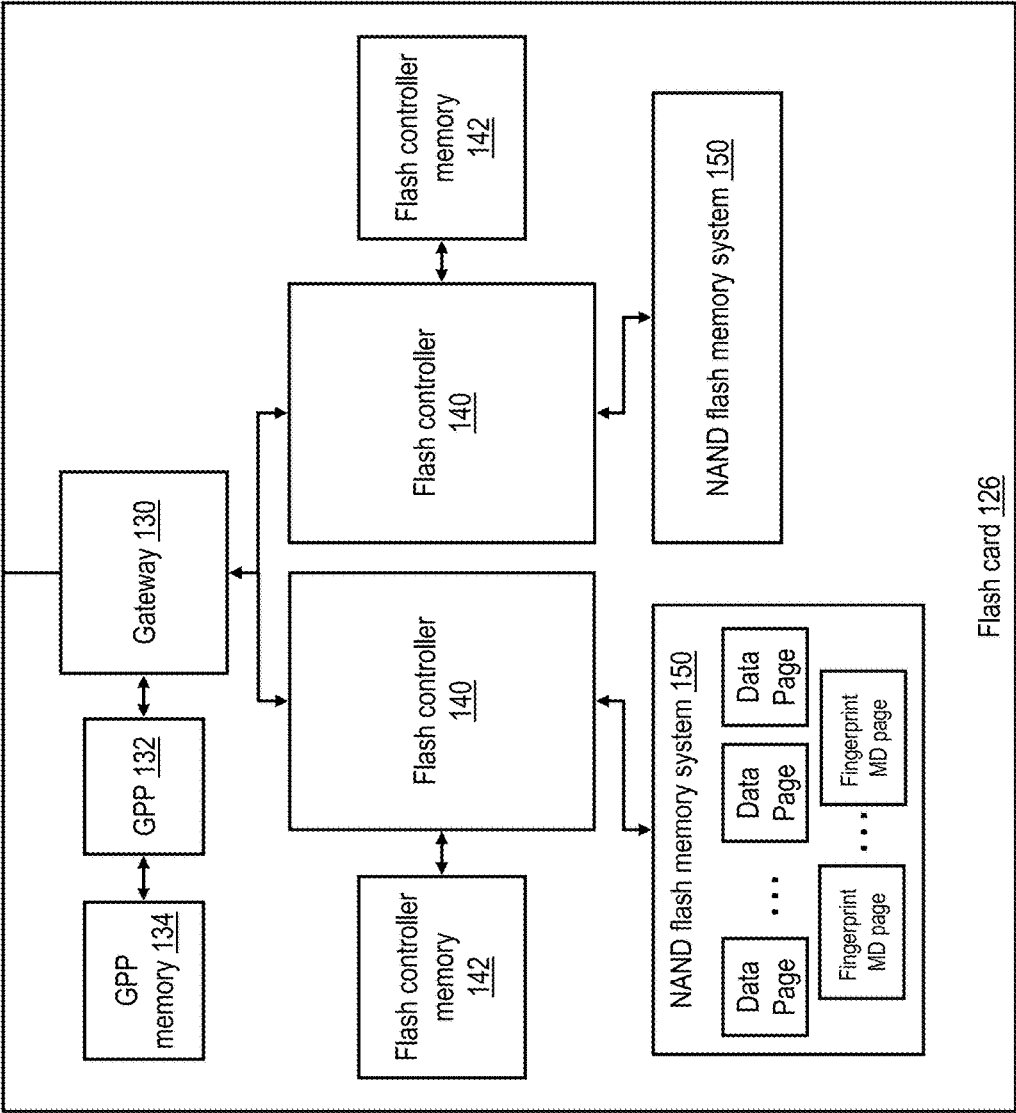 GPP
memory 134
GPP 132
Gateway 130
Flash controller
memory
142
Flash controller
140
Flash controller
140
Flash controller
memory
142
NAND flash memory system 150
Data
Page
...
Data
Page
Data
Page
Fingerprint
MD page
...
Fingerprint
MD page
NAND flash memory system 150
Flash card 126